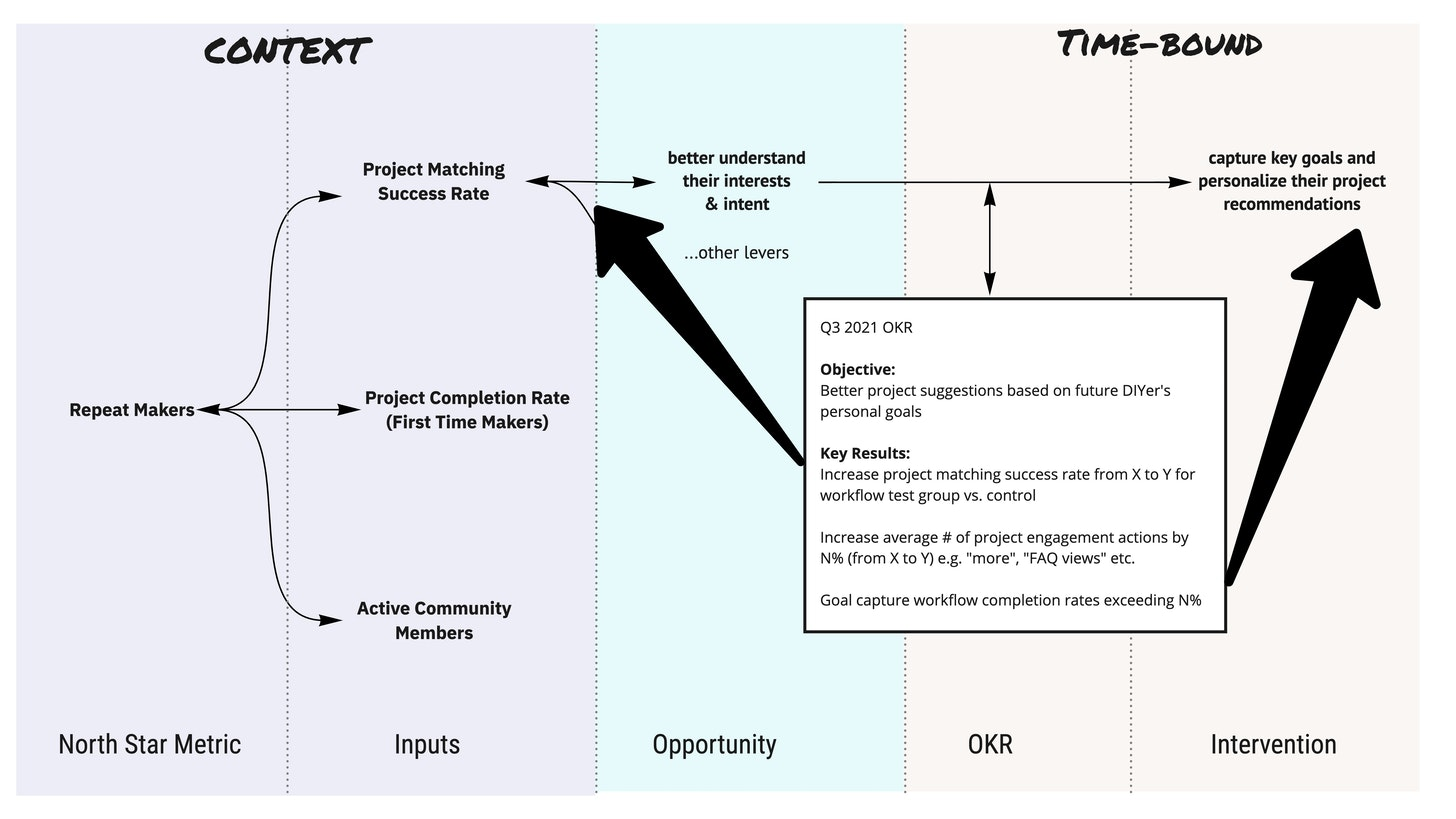 CONTEXT
TIME-BOUND
Project Matching
Success Rate
better understand
their interests
& intent
...other levers
capture key goals and
personalize their project
recommendations
Repeat Makers
Project Completion Rate
(First Time Makers)
Active Community
Members
Q3 2021 OKR
Objective:
Better project suggestions based on future DIYer's
personal goals
Key Results:
Increase project matching success rate from X to Y for
workflow test group vs. control
Increase average # of project engagement actions by
N% (from X to Y) e.g. "more", "FAQ views" etc.
Goal capture workflow completion rates exceeding N%
North Star Metric
Inputs
Opportunity
OKR
Intervention